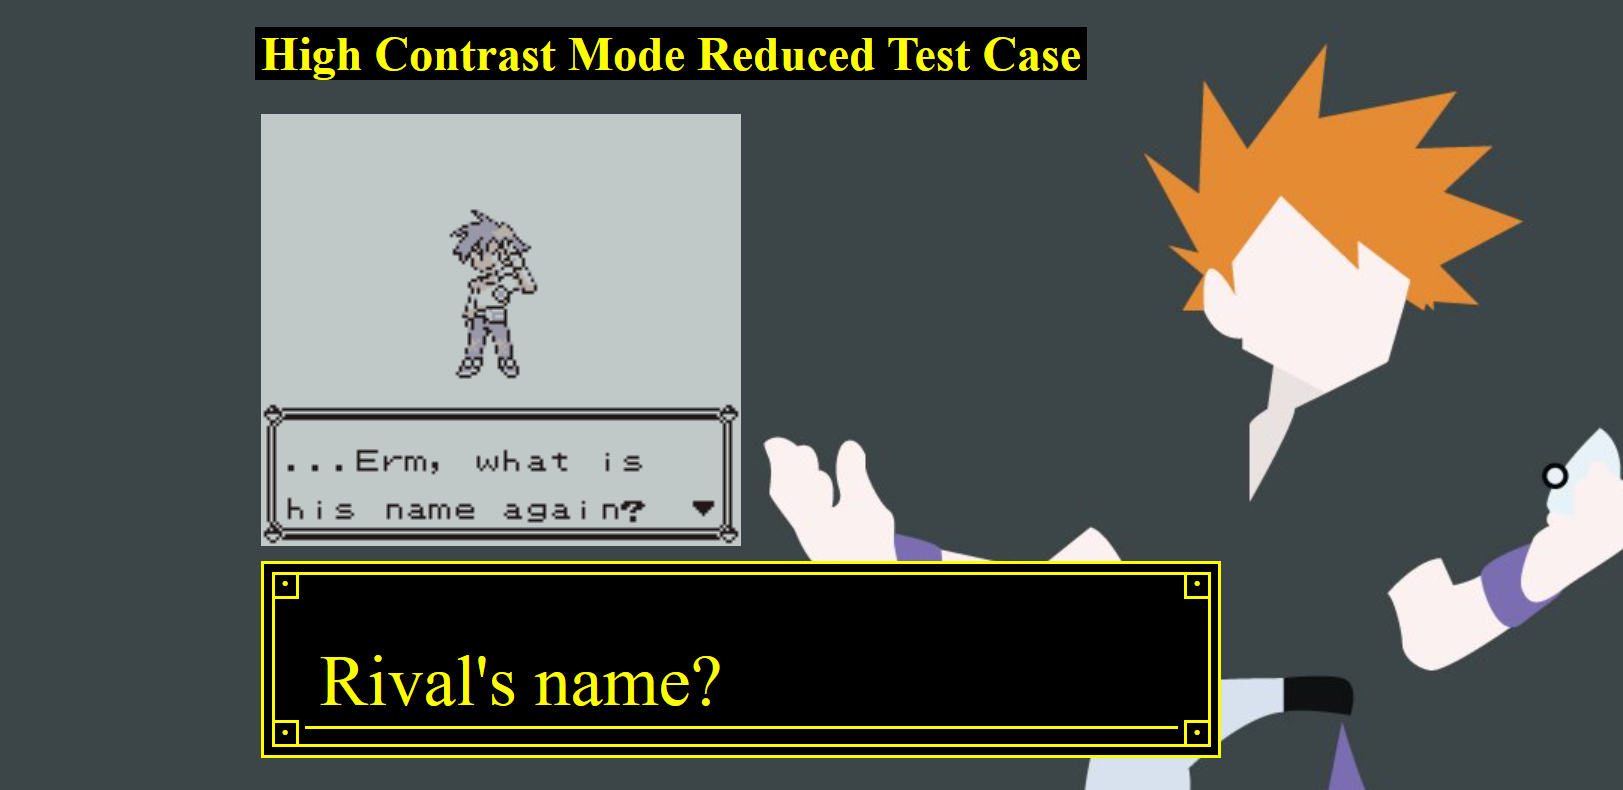 High Contrast Mode Reduced Test Case
...Erm, what is
his name again?
Rival's name?